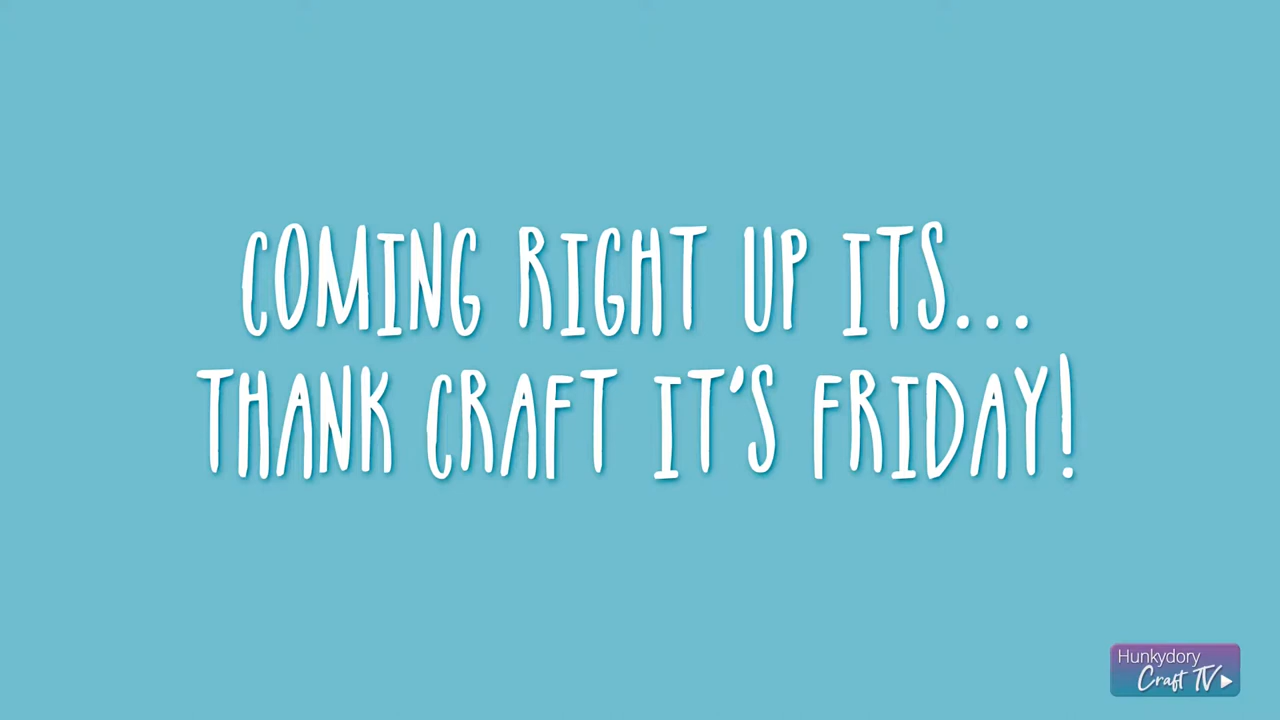 COMING RIGHT UP ITS...
THANK CRAFT IT'S FRIDAY!
Hunkydory
Craft TV